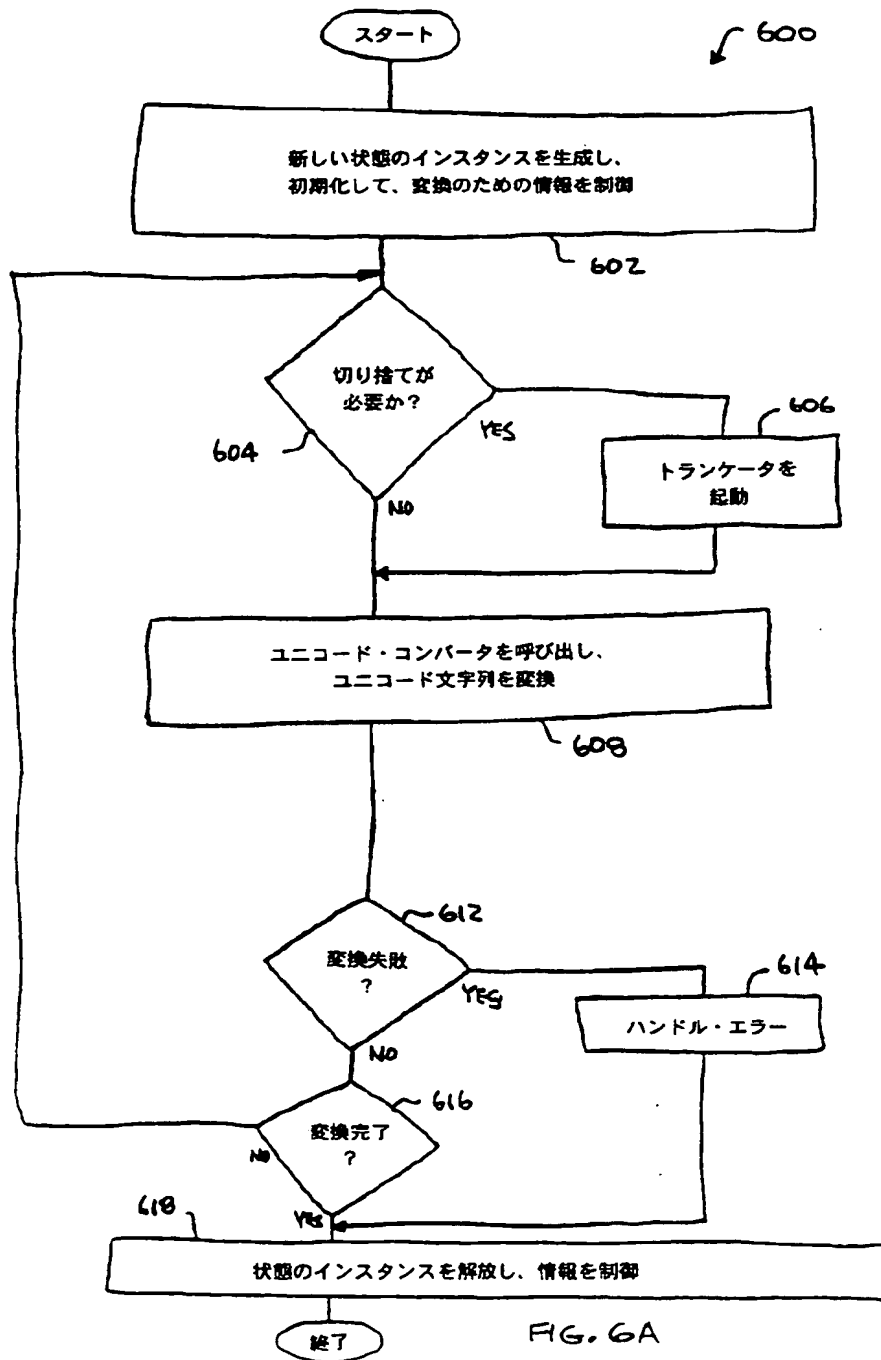 スタート
600
新しい状態のインスタンスを生成し、
初期化して、変換のための情報を制御
602
切り捨てが
必要か?
604
YES
606
トランケータを
起動
NO
ユニコード・コンバータを呼び出し、
ユニコード文字列を変換
608
612
変換失敗
?
YES
614
ハンドル・エラー
NO
616
変換完了
?
NO
YES
618
状態のインスタンスを解放し、情報を制御
終了
FIG. 6A